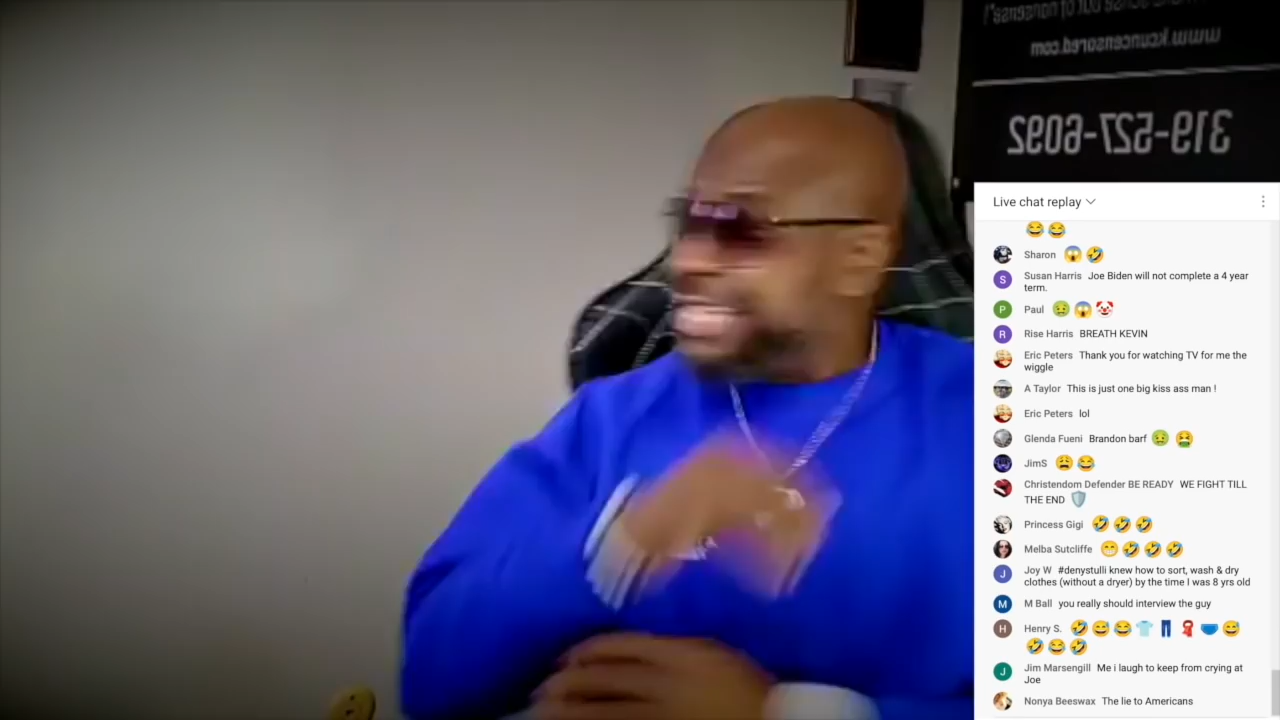 www.kcuncensored.com
319-527-6092
Live chat replay
Sharon
Susan Harris Joe Biden will not complete a 4 year
term.
Paul
Rise Harris BREATH KEVIN
Eric Peters Thank you for watching TV for me the
wiggle
A Taylor This is just one big kiss ass man !
Eric Peters lol
Glenda Fueni Brandon barf
JimS
Christendom Defender BE READY WE FIGHT TILL
THE END
Princess Gigi
Melba Sutcliffe
J
Joy W #denystulli knew how to sort, wash & dry
clothes (without a dryer) by the time I was 8 yrs old
M Ball you really should interview the guy
Henry S.
Jim Marsengill Me i laugh to keep from crying at
Joe
Nonya Beeswax The lie to Americans